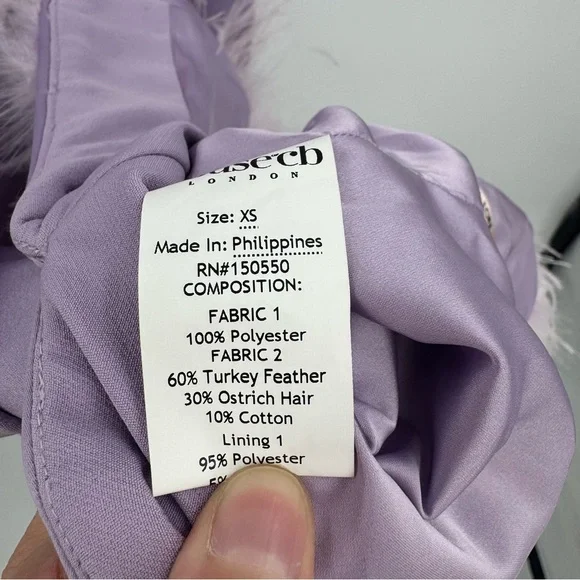 LONDON
Size: XS
Made In: Philippines
RN#150550
COMPOSITION:
FABRIC 1
100% Polyester
FABRIC 2
60% Turkey Feather
30% Ostrich Hair
10% Cotton
Lining 1
95% Polyester
5%